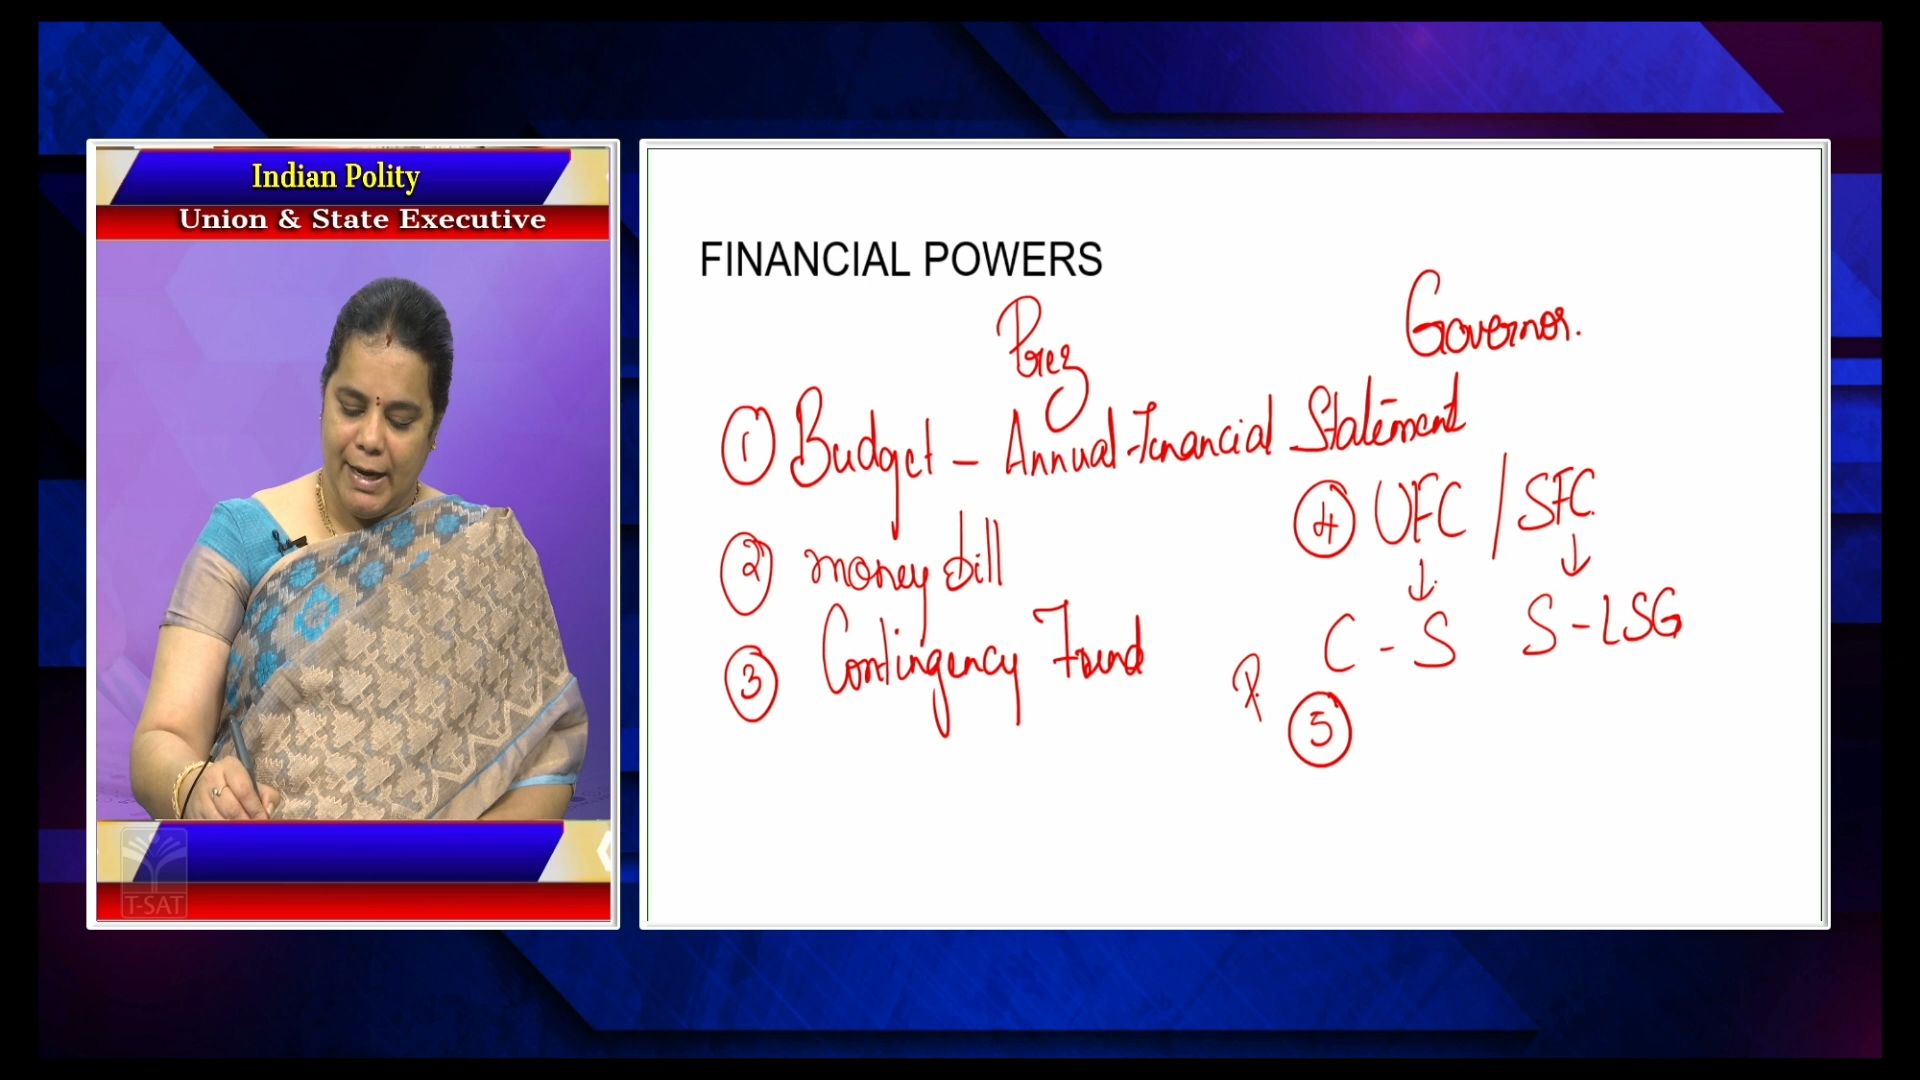 Indian Polity
Union & State Executive
T-SAT
FINANCIAL POWERS
Prez
Governor.
① Budget - Annual Financial Statement
② money bill
③ Contingency Fund
④ UFC / SFC.
↓ ↓
C - S S - LSG
P.
⑤